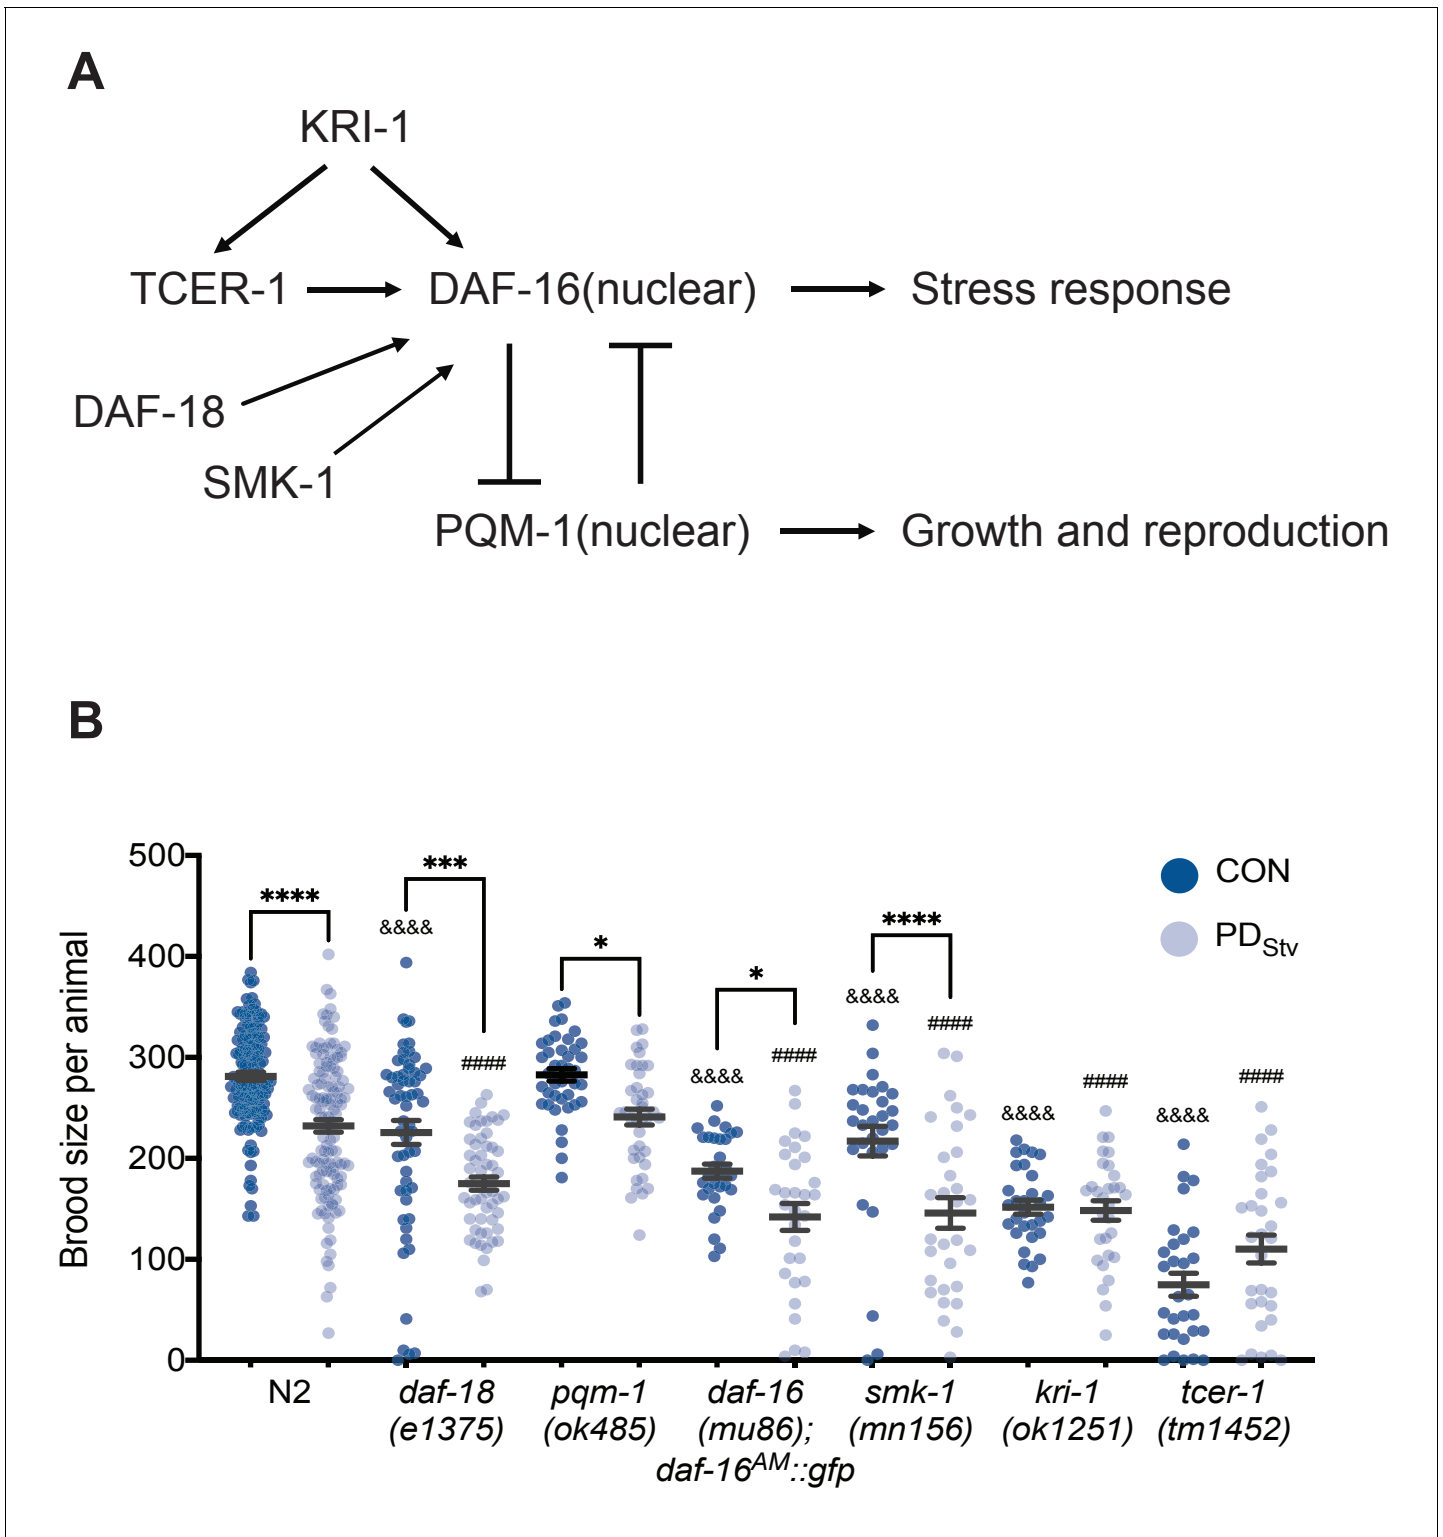 A
KRI-1
TCER-1 DAF-16(nuclear) Stress response
DAF-18
SMK-1
PQM-1(nuclear) Growth and reproduction
B
Brood size per animal
500
400
300
200
100
0
CON
PDStv
****
***
*
*
****
&&&&
####
&&&&
####
&&&&
####
&&&&
####
&&&&
####
N2 daf-18 pqm-1 daf-16 smk-1 kri-1 tcer-1
(e1375) (ok485) (mu86); (mn156) (ok1251) (tm1452)
daf-16AM::gfp